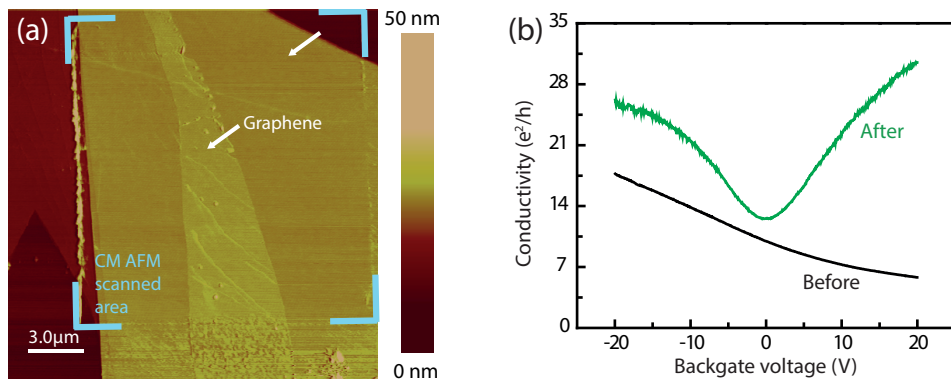 (a)
50 nm
Graphene
CM AFM
scanned
area
3.0μm
0 nm
(b)
35
28
21
14
7
0
Conductivity (e²/h)
After
Before
-20
-10
0
10
20
Backgate voltage (V)